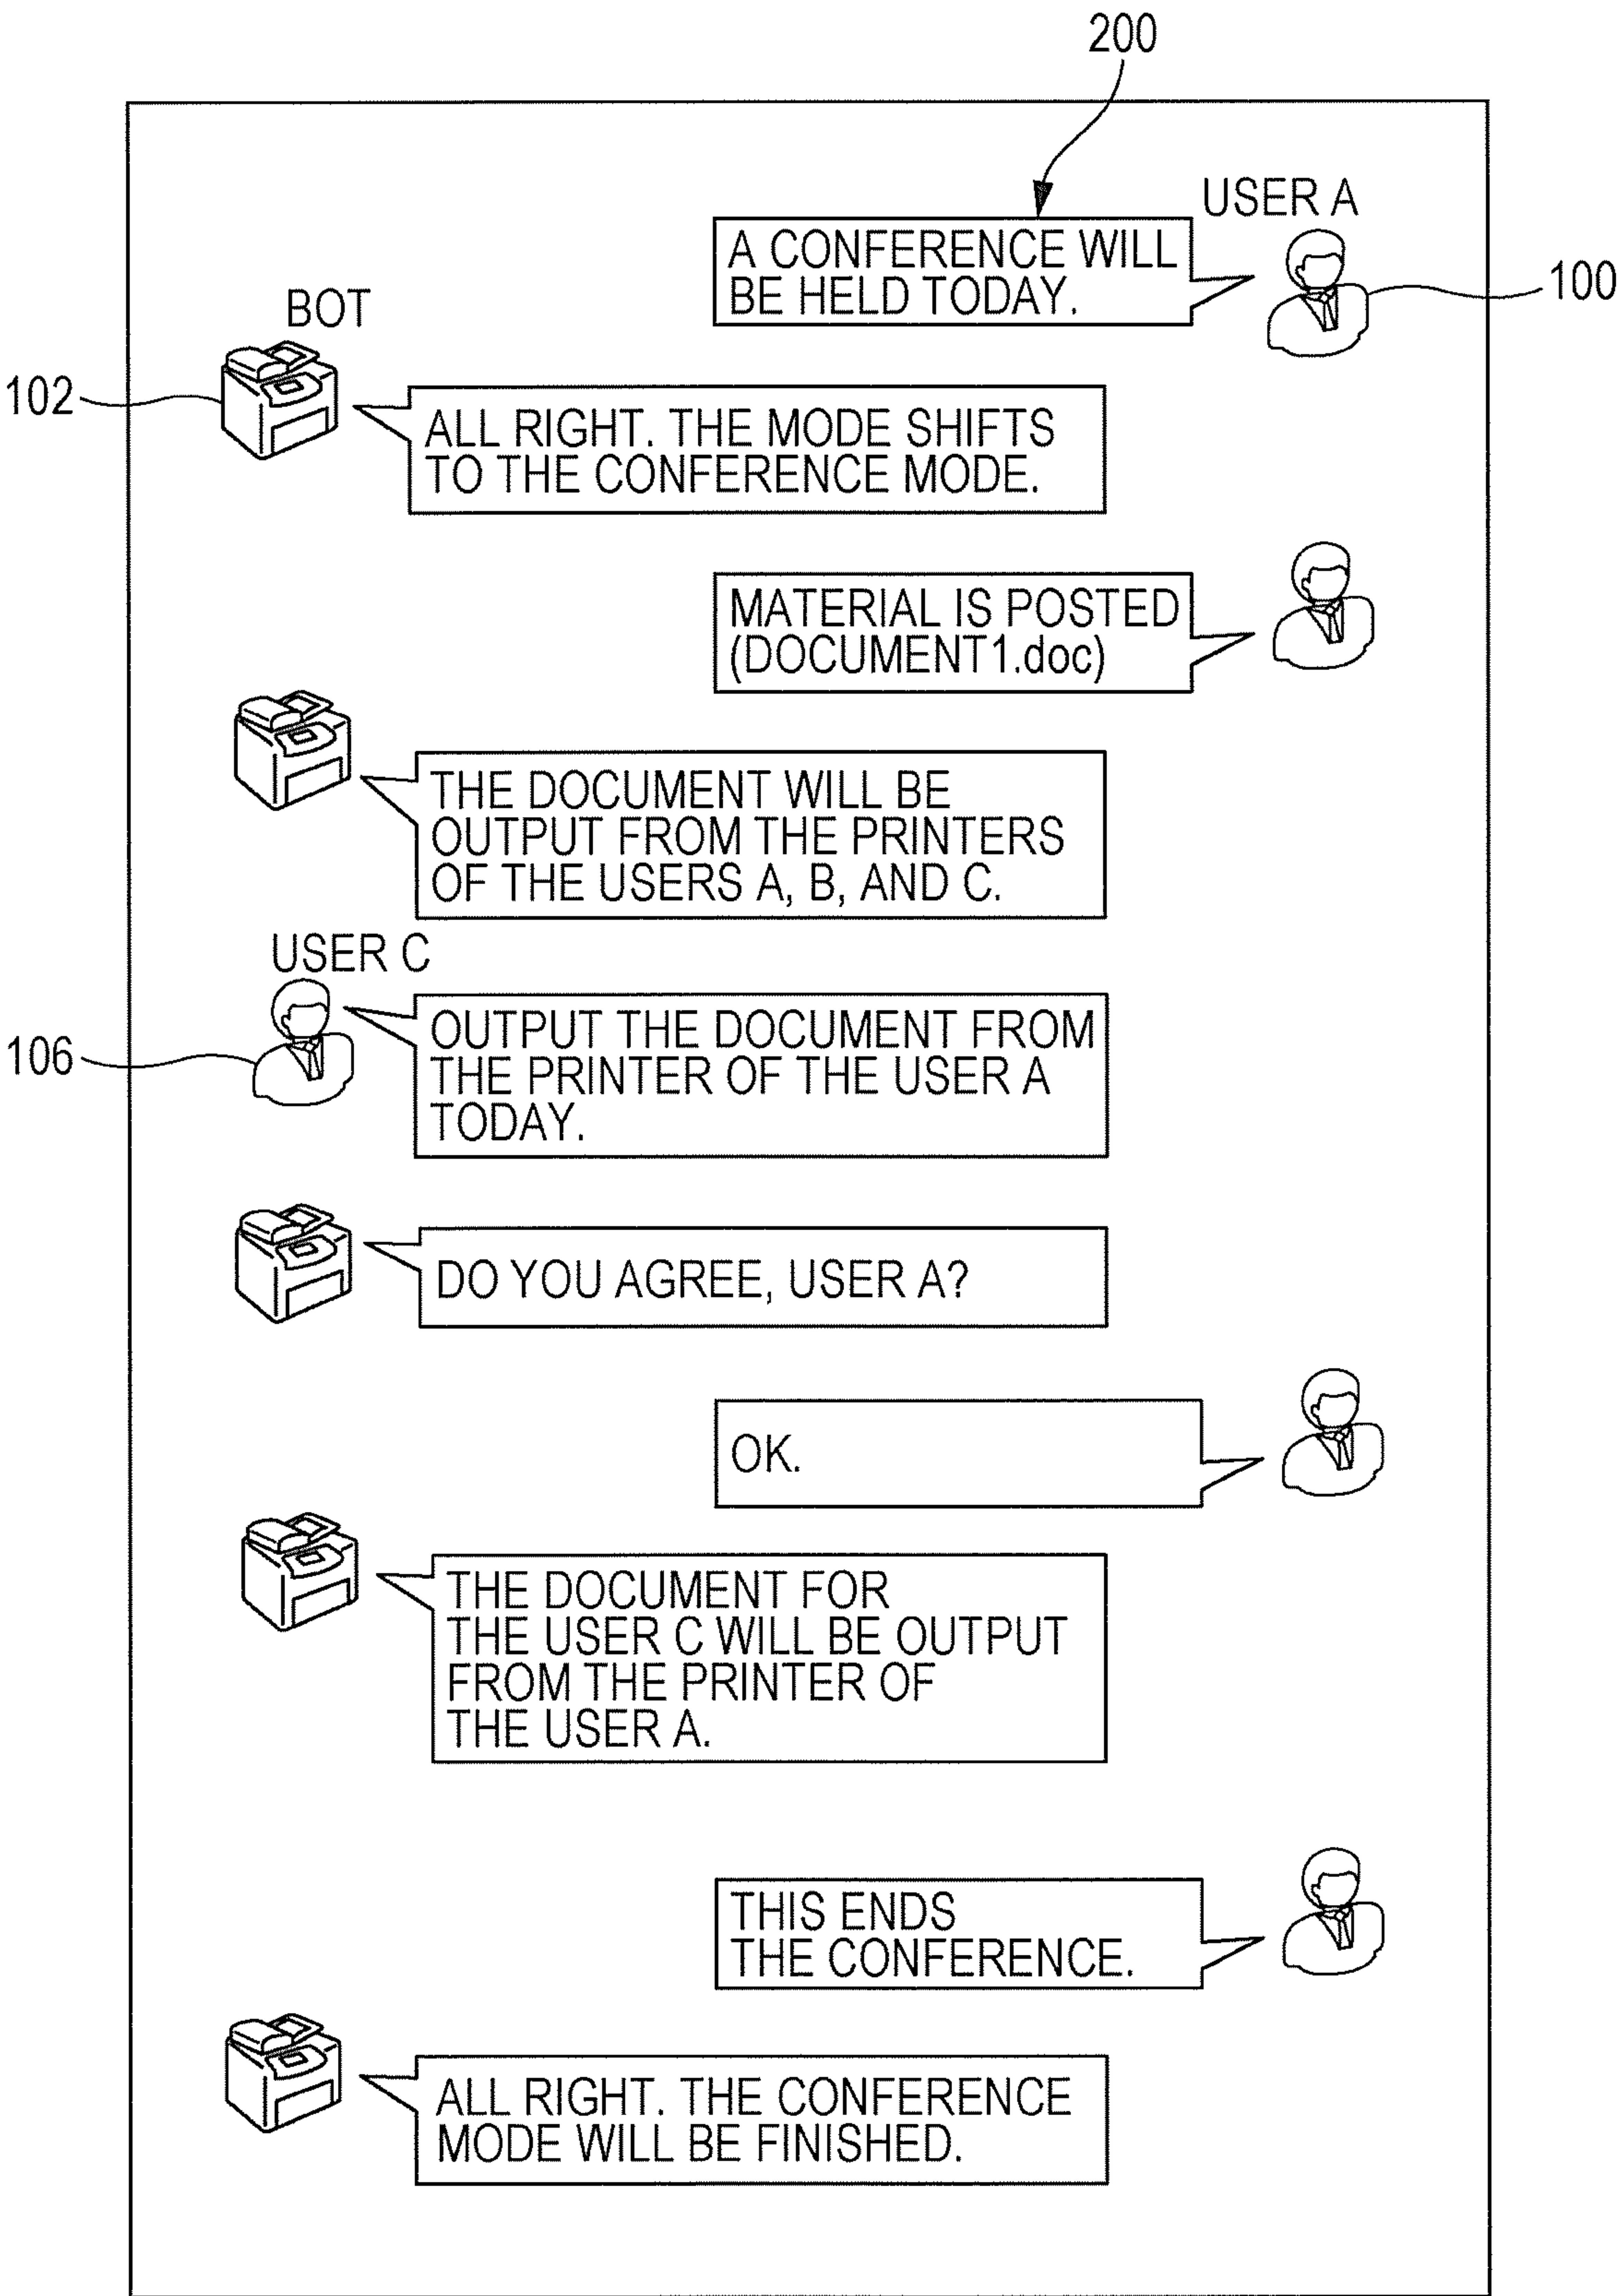 200
USER A
A CONFERENCE WILL
BE HELD TODAY.
100
BOT
102
ALL RIGHT. THE MODE SHIFTS
TO THE CONFERENCE MODE.
MATERIAL IS POSTED
(DOCUMENT1.doc)
THE DOCUMENT WILL BE
OUTPUT FROM THE PRINTERS
OF THE USERS A, B, AND C.
USER C
106
OUTPUT THE DOCUMENT FROM
THE PRINTER OF THE USER A
TODAY.
DO YOU AGREE, USER A?
OK.
THE DOCUMENT FOR
THE USER C WILL BE OUTPUT
FROM THE PRINTER OF
THE USER A.
THIS ENDS
THE CONFERENCE.
ALL RIGHT. THE CONFERENCE
MODE WILL BE FINISHED.